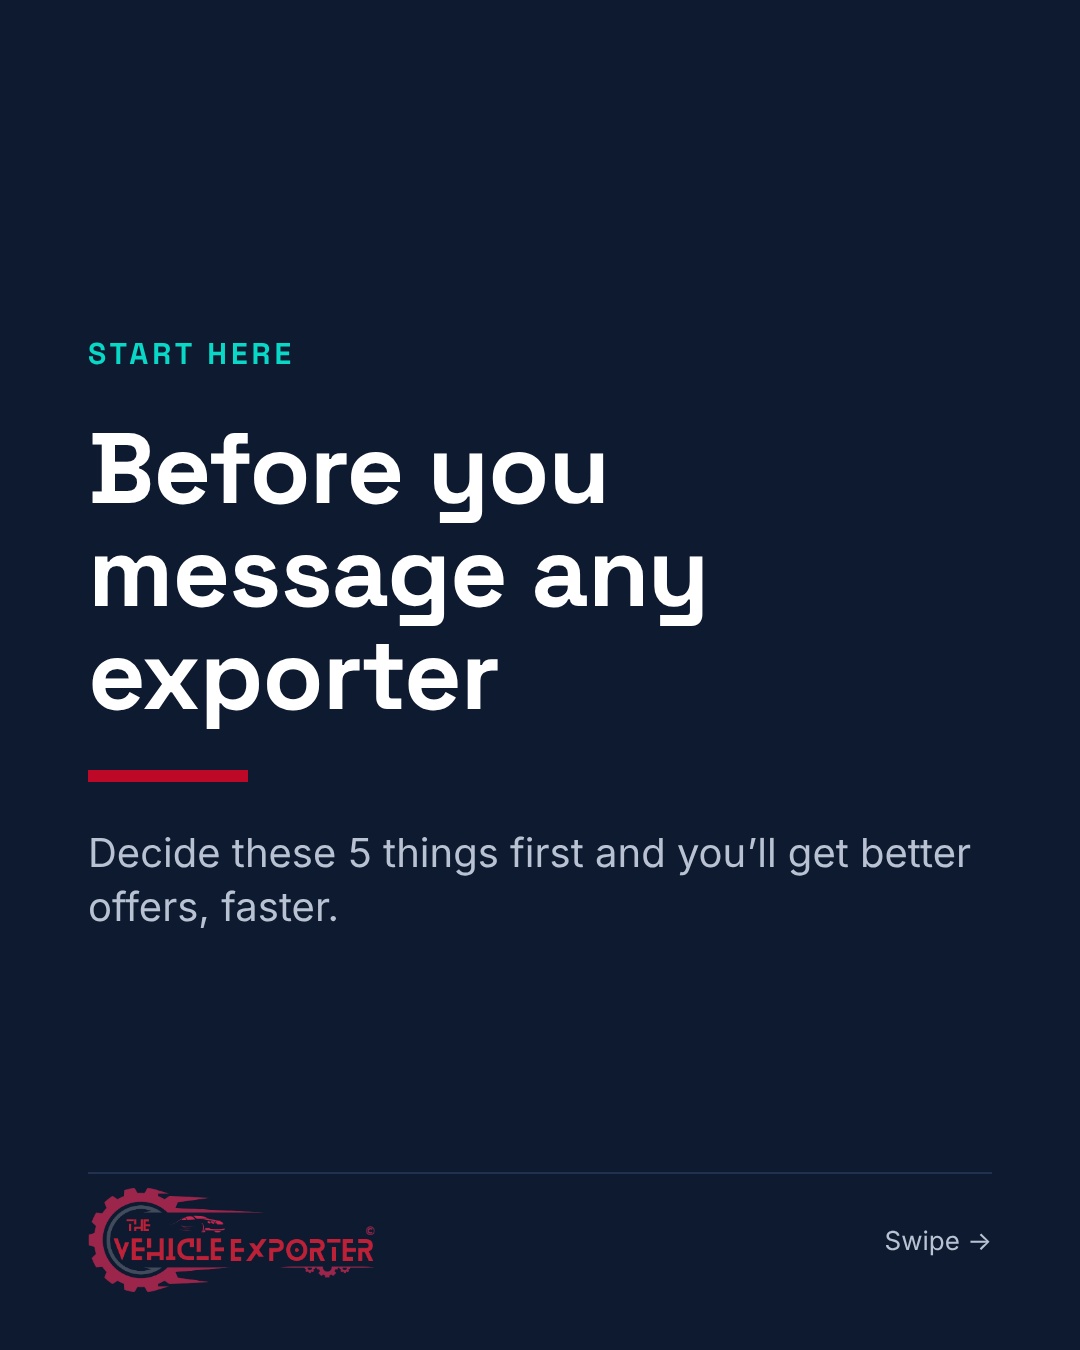 START HERE
Before you
message any
exporter
Decide these 5 things first and you’ll get better
offers, faster.
THE
VEHICLE EXPORTER
©
Swipe →